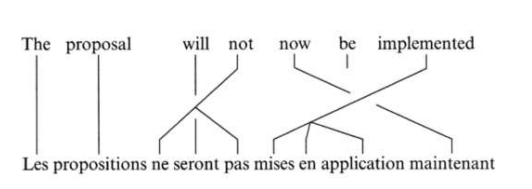 The proposal will not now be implemented
Les propositions ne seront pas mises en application maintenant